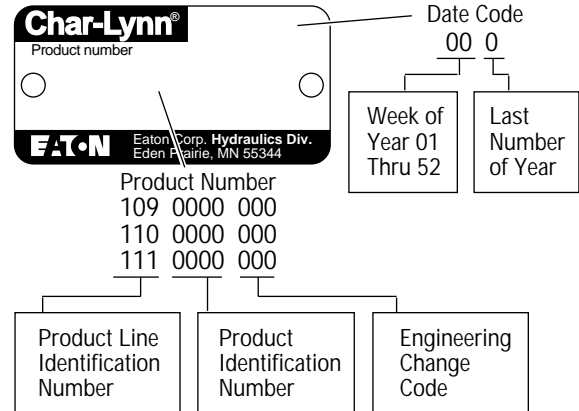 Char-Lynn®
Product number
EATON
Eaton Corp. Hydraulics Div.
Eden Prairie, MN 55344
Date Code
00 0
Week of
Year 01
Thru 52
Last
Number
of Year
Product Number
109 0000 000
110 0000 000
111 0000 000
Product Line
Identification
Number
Product
Identification
Number
Engineering
Change
Code